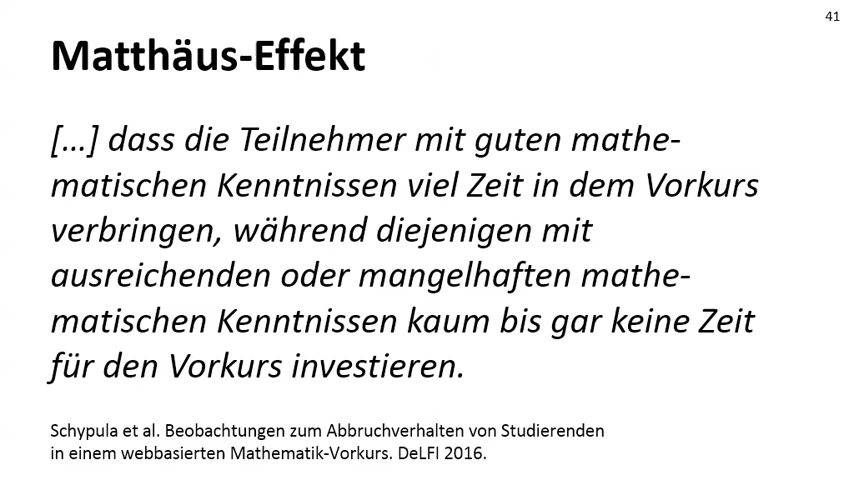 41
Matthäus-Effekt
[…] dass die Teilnehmer mit guten mathe-
matischen Kenntnissen viel Zeit in dem Vorkurs
verbringen, während diejenigen mit
ausreichenden oder mangelhaften mathe-
matischen Kenntnissen kaum bis gar keine Zeit
für den Vorkurs investieren.
Schypula et al. Beobachtungen zum Abbruchverhalten von Studierenden
in einem webbasierten Mathematik-Vorkurs. DeLFI 2016.